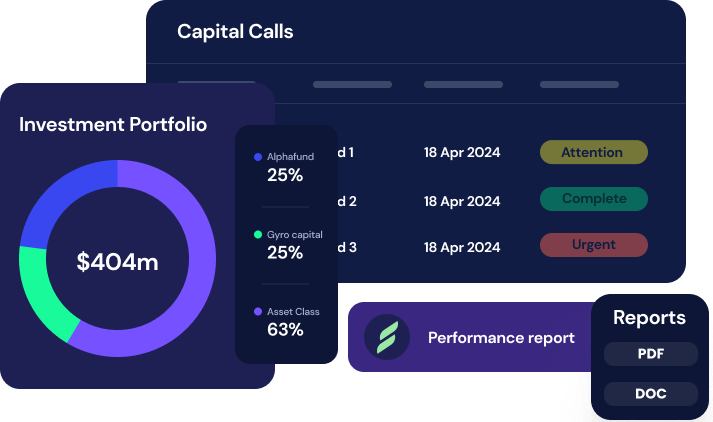 Capital Calls
Investment Portfolio
$404m
Alphafund
25%
Gyro capital
25%
Asset Class
63%
d 1 18 Apr 2024 Attention
d 2 18 Apr 2024 Complete
d 3 18 Apr 2024 Urgent
Performance report
Reports
PDF
DOC